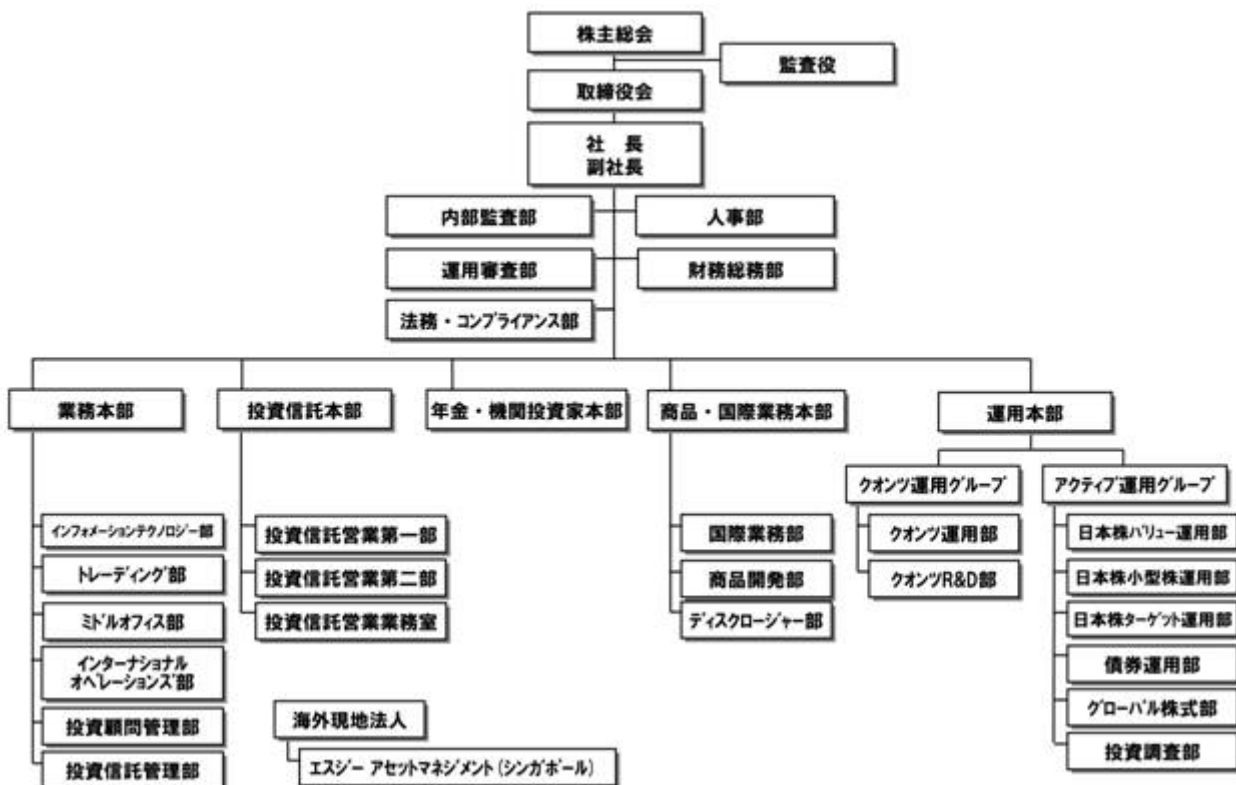 株主総会
監査役
取締役会
社 長
副社長
内部監査部
人事部
運用審査部
財務総務部
法務・コンプライアンス部
業務本部
投資信託本部
年金・機関投資家本部
商品・国際業務本部
運用本部
クオンツ運用グループ
アクティブ運用グループ
インフォメーションテクノロジー部
トレーディング部
ミドルオフィス部
インターナショナル
オペレーションズ部
投資顧問管理部
投資信託管理部
投資信託営業第一部
投資信託営業第二部
投資信託営業業務室
国際業務部
商品開発部
ディスクロージャー部
クオンツ運用部
クオンツR&D部
日本株バリュー運用部
日本株小型株運用部
日本株ターゲット運用部
債券運用部
グローバル株式部
投資調査部
海外現地法人
エスジー アセットマネジメント(シンガポール)